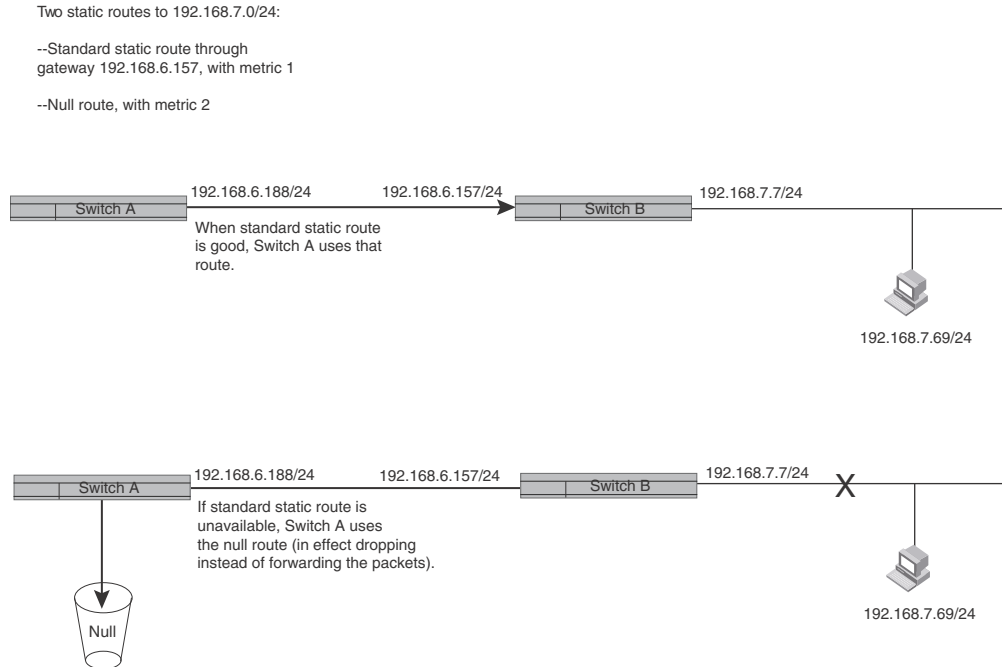 Two static routes to 192.168.7.0/24:
--Standard static route through
gateway 192.168.6.157, with metric 1
--Null route, with metric 2
192.168.6.188/24
192.168.6.157/24
192.168.7.7/24
Switch A
Switch B
When standard static route
is good, Switch A uses that
route.
192.168.7.69/24
192.168.6.188/24
192.168.6.157/24
192.168.7.7/24
Switch A
Switch B
X
If standard static route is
unavailable, Switch A uses
the null route (in effect dropping
instead of forwarding the packets).
192.168.7.69/24
Null